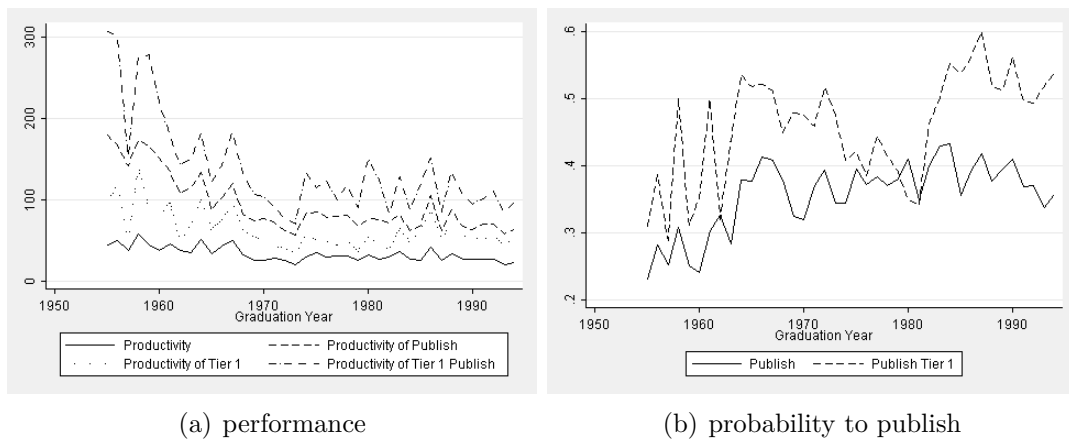 300
200
100
0
1950 1960 1970 1980 1990
Graduation Year
Productivity Productivity of Publish
Productivity of Tier 1 Productivity of Tier 1 Publish
(a) performance
.6
.5
.4
.3
.2
1950 1960 1970 1980 1990
Graduation Year
Publish Publish Tier 1
(b) probability to publish